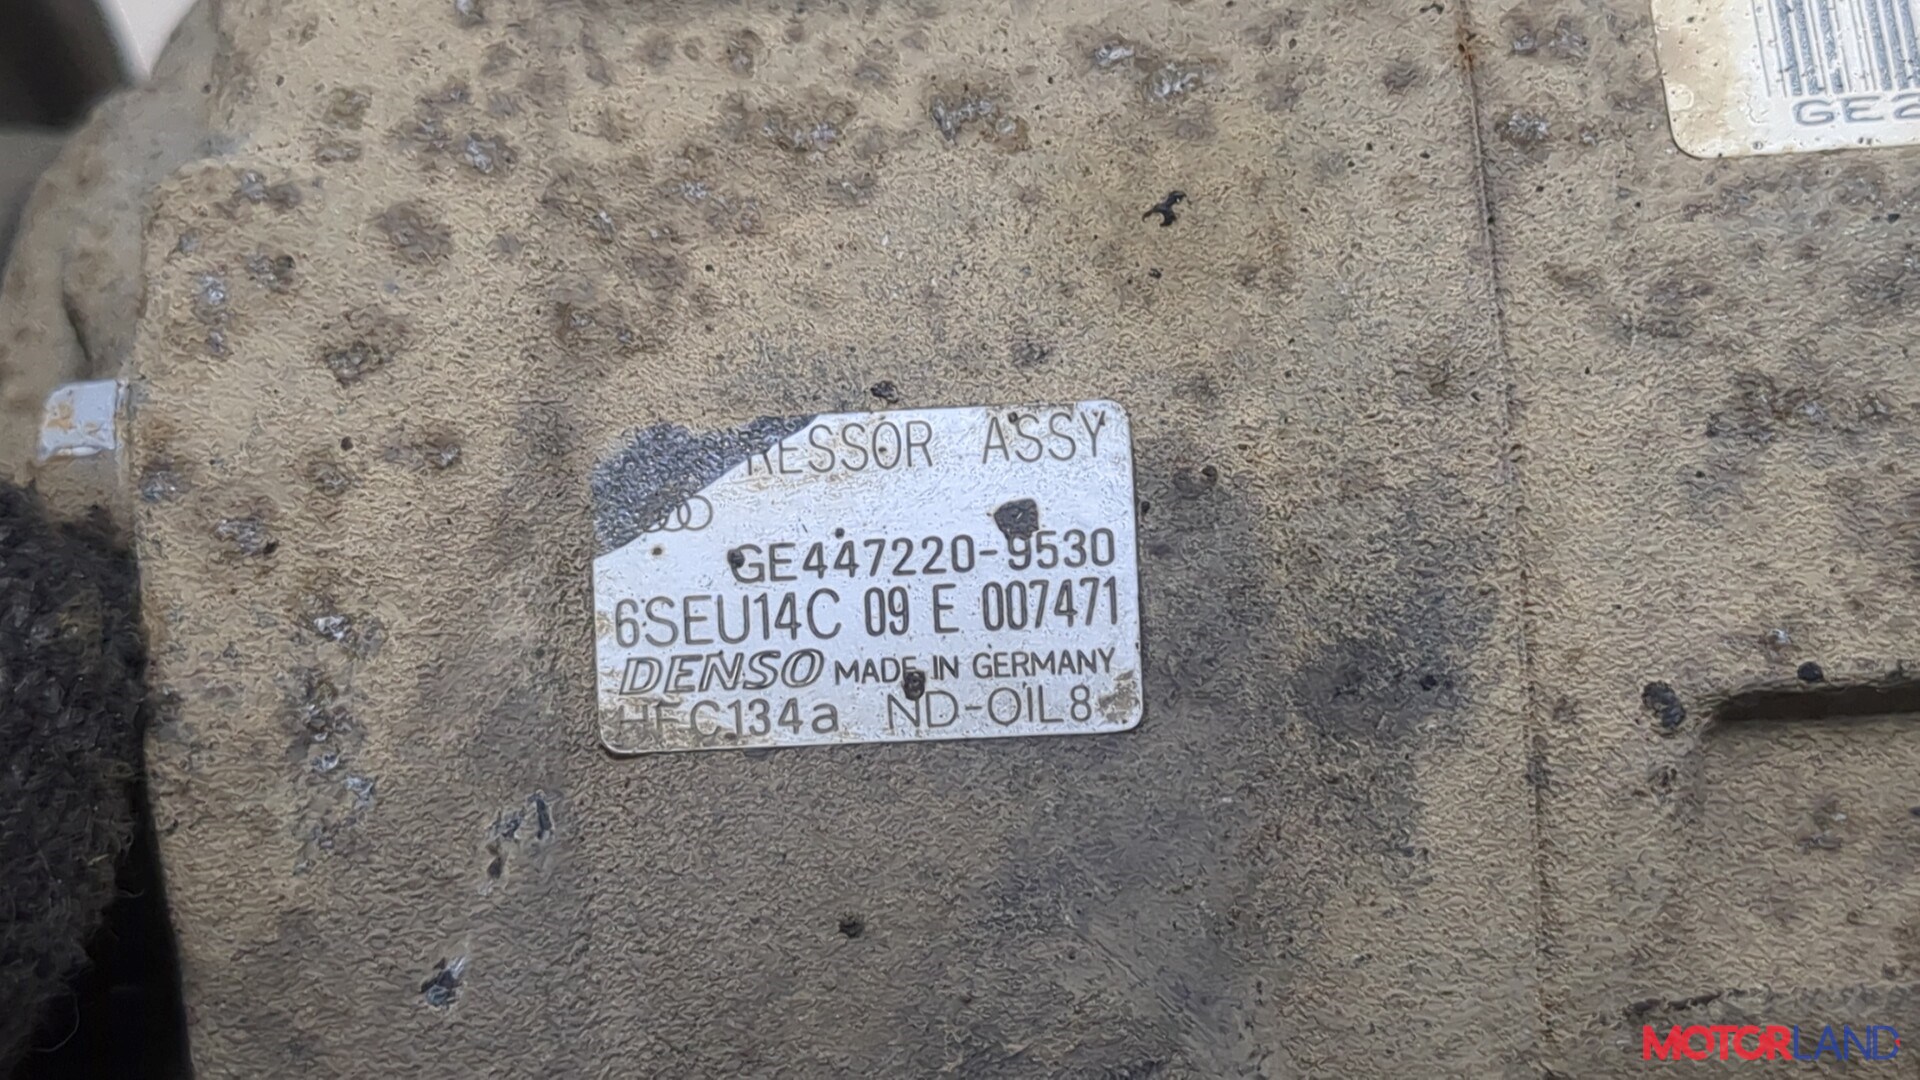 GE2
RESSOR ASSY
GE447220-9530
6SEU14C 09 E 007471
DENSO MADE IN GERMANY
HFC134a ND-OIL8
MOTORLAND